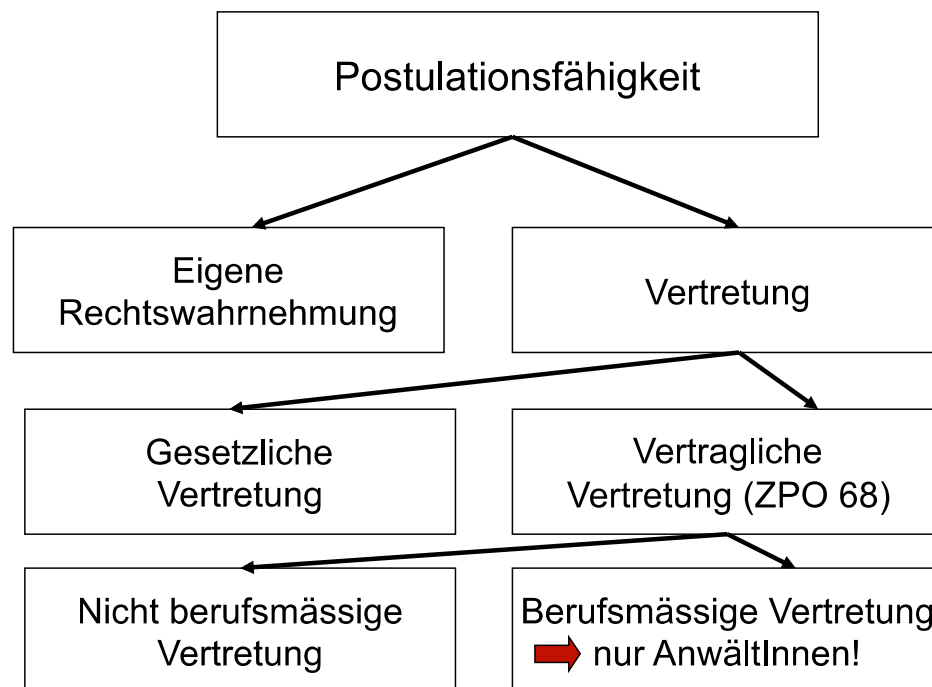 Postulationsfähigkeit
Eigene
Rechtswahrnehmung
Vertretung
Gesetzliche
Vertretung
Vertragliche
Vertretung (ZPO 68)
Nicht berufsmässige
Vertretung
Berufsmässige Vertretung
nur AnwältInnen!